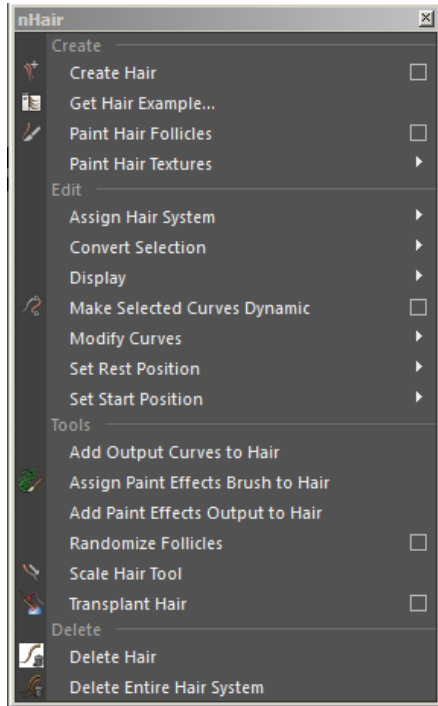 nHair
Create
Create Hair
Get Hair Example...
Paint Hair Follicles
Paint Hair Textures
Edit
Assign Hair System
Convert Selection
Display
Make Selected Curves Dynamic
Modify Curves
Set Rest Position
Set Start Position
Tools
Add Output Curves to Hair
Assign Paint Effects Brush to Hair
Add Paint Effects Output to Hair
Randomize Follicles
Scale Hair Tool
Transplant Hair
Delete
Delete Hair
Delete Entire Hair System